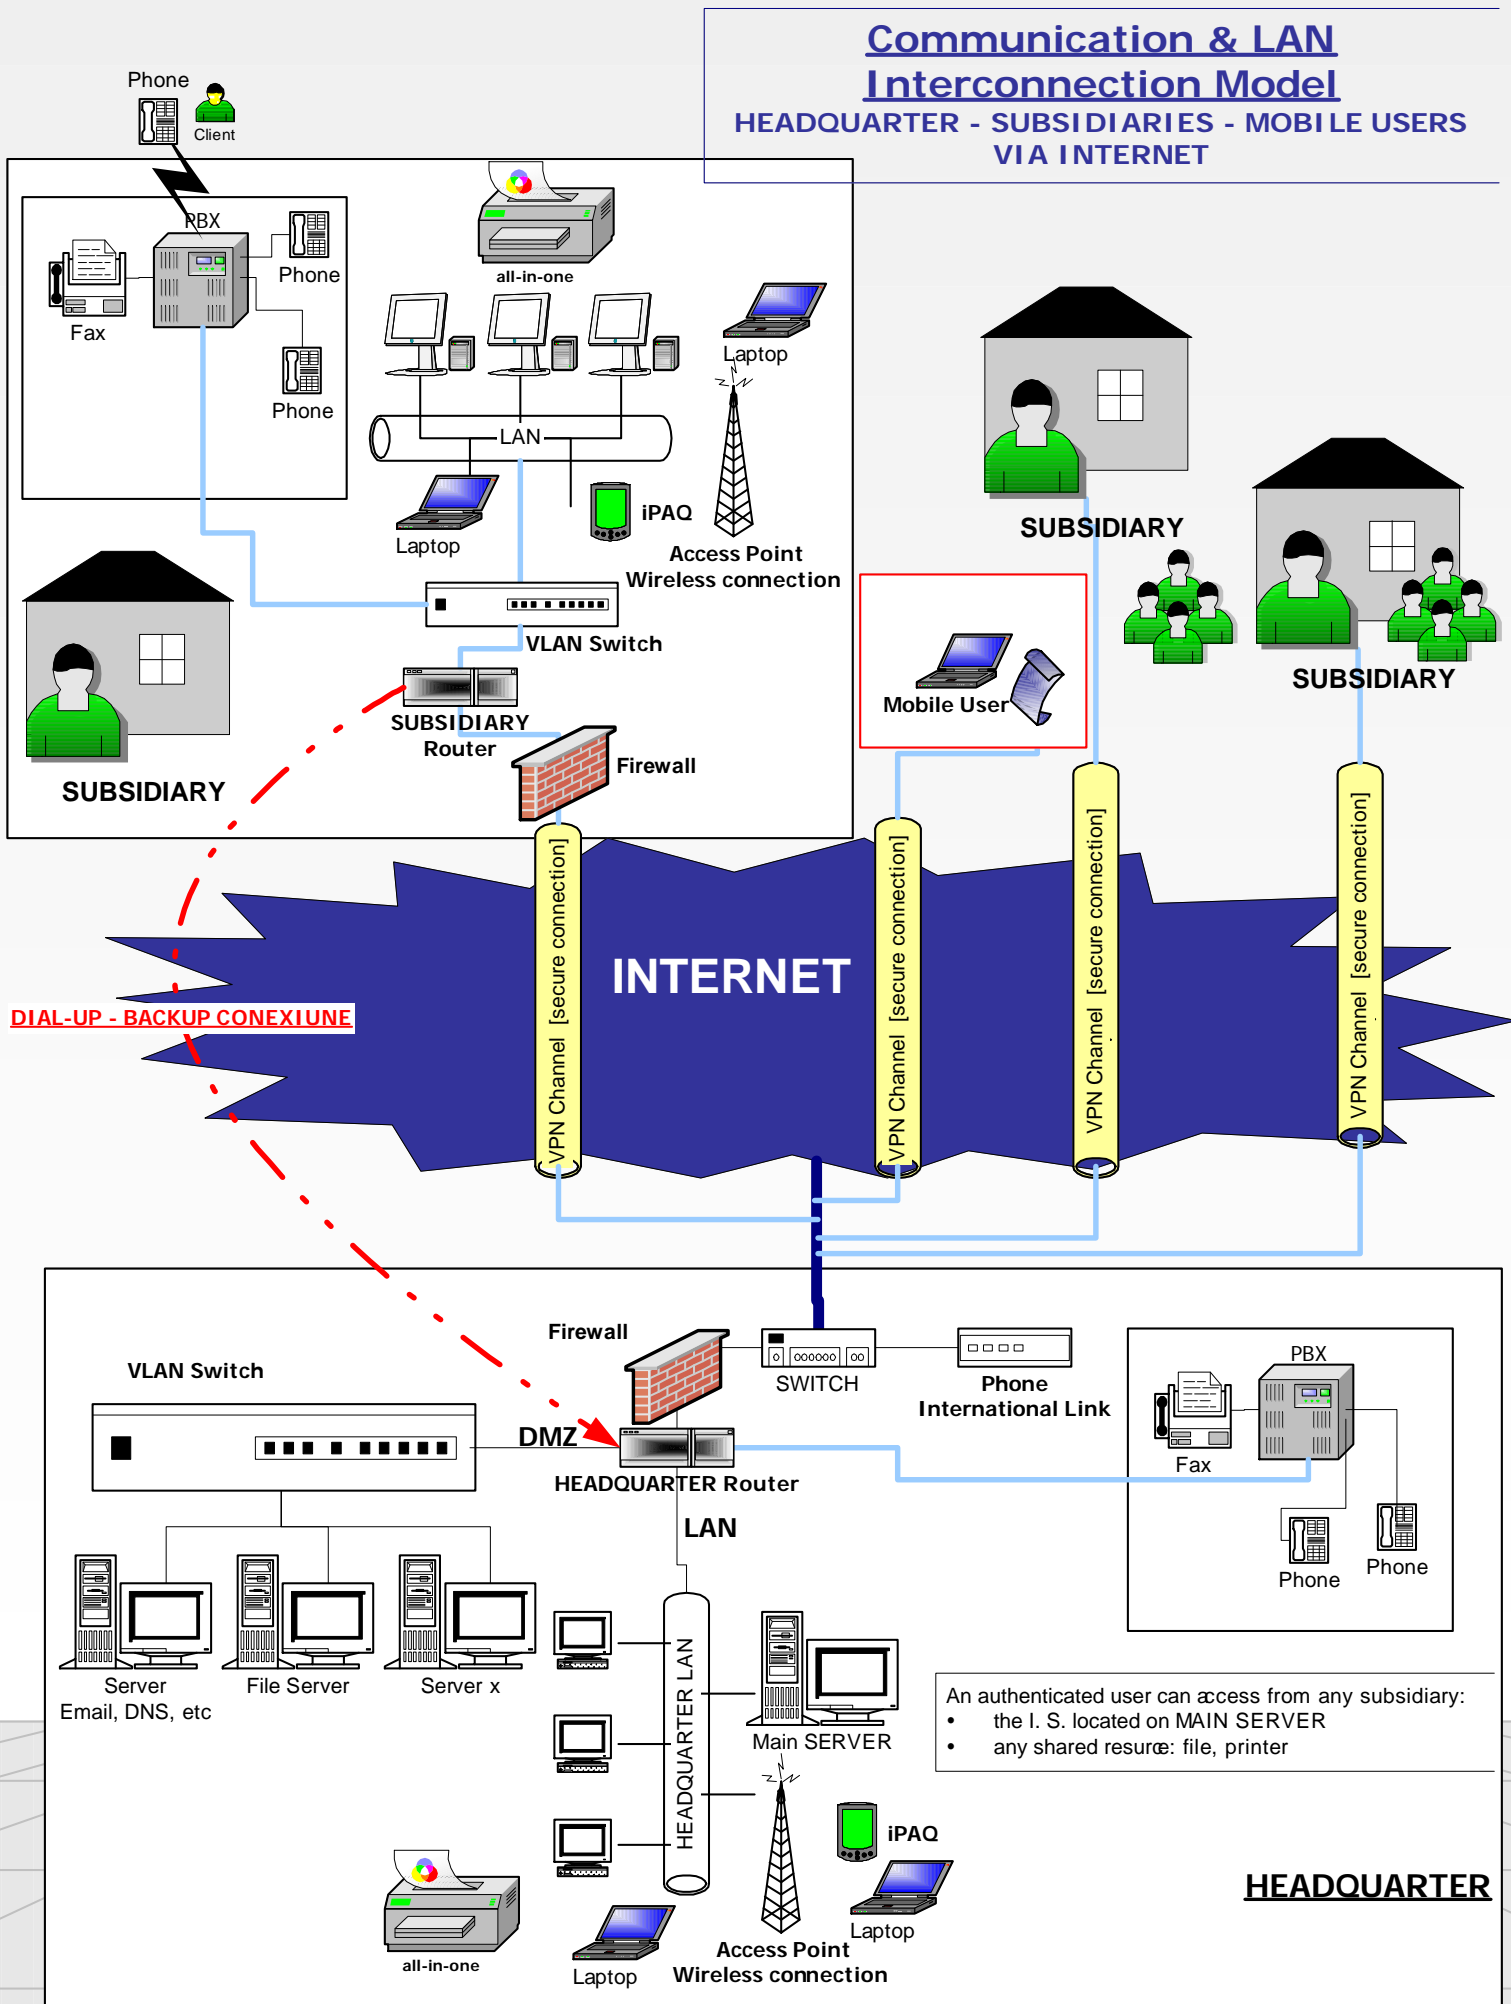 Communication & LAN
Interconnection Model
HEADQUARTER - SUBSIDIARIES - MOBILE USERS
VIA INTERNET
Phone
Client
PBX
Phone
Fax
Phone
all-in-one
Laptop
LAN
Laptop
iPAQ
Access Point
Wireless connection
VLAN Switch
SUBSIDIARY
Router
Firewall
SUBSIDIARY
SUBSIDIARY
SUBSIDIARY
Mobile User
INTERNET
VPN Channel [secure connection]
VPN Channel [secure connection]
VPN Channel [secure connection]
VPN Channel [secure connection]
DIAL-UP - BACKUP CONEXIUNE
Firewall
SWITCH
Phone
International Link
VLAN Switch
DMZ
HEADQUARTER Router
LAN
PBX
Fax
Phone
Phone
Server
Email, DNS, etc
File Server
Server x
HEADQUARTER LAN
Main SERVER
An authenticated user can access from any subsidiary:
• the I. S. located on MAIN SERVER
• any shared resurce: file, printer
iPAQ
Laptop
Access Point
Wireless connection
Laptop
all-in-one
HEADQUARTER